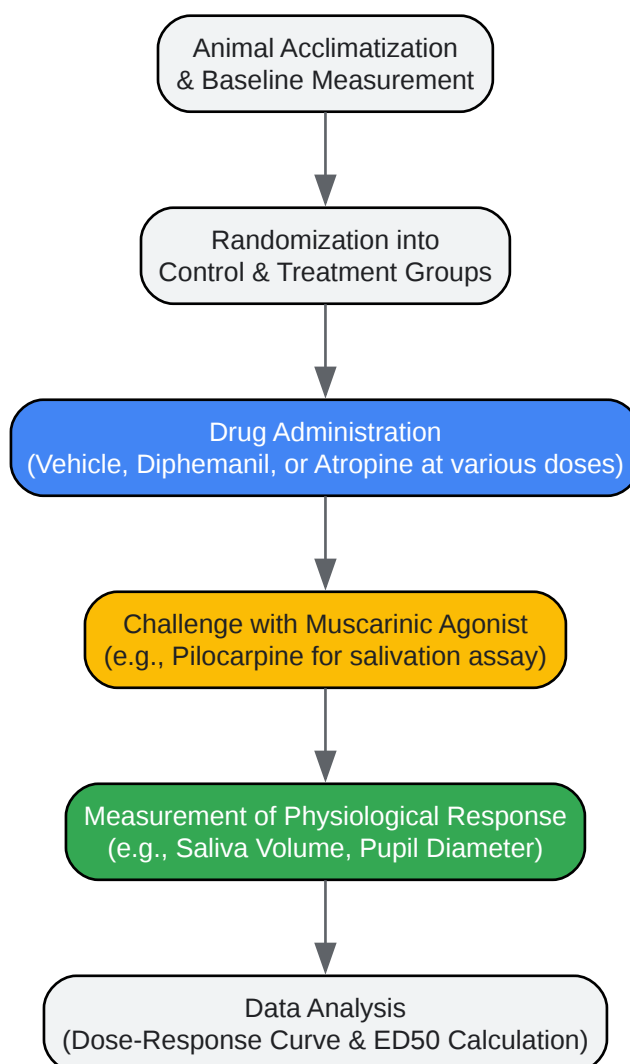 Animal Acclimatization
& Baseline Measurement
Randomization into
Control & Treatment Groups
Drug Administration
(Vehicle, Diphemanil, or Atropine at various doses)
Challenge with Muscarinic Agonist
(e.g., Pilocarpine for salivation assay)
Measurement of Physiological Response
(e.g., Saliva Volume, Pupil Diameter)
Data Analysis
(Dose-Response Curve & ED50 Calculation)